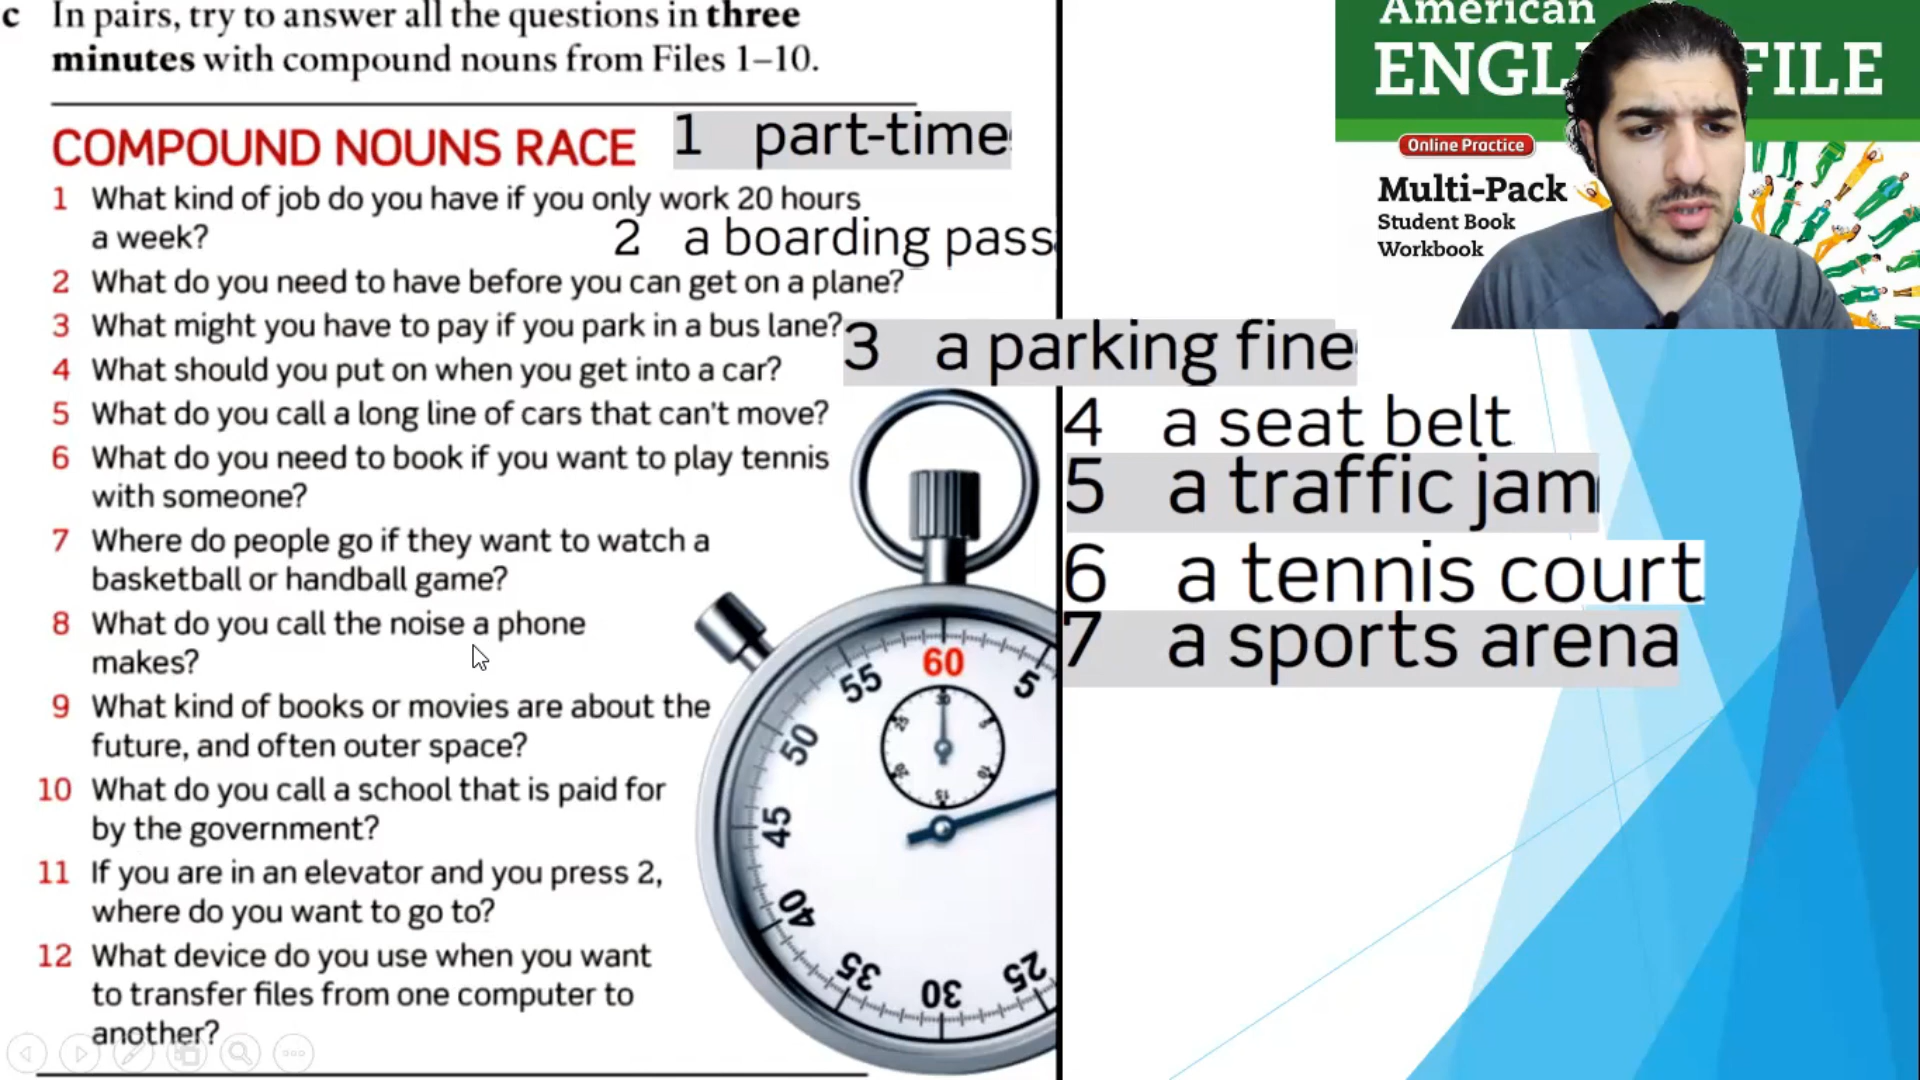 c In pairs, try to answer all the questions in three
minutes with compound nouns from Files 1–10.
COMPOUND NOUNS RACE
1 part-time
1 What kind of job do you have if you only work 20 hours
a week?
2 a boarding pass
2 What do you need to have before you can get on a plane?
3 What might you have to pay if you park in a bus lane?
3 a parking fine
4 What should you put on when you get into a car?
4 a seat belt
5 What do you call a long line of cars that can't move?
5 a traffic jam
6 What do you need to book if you want to play tennis
with someone?
6 a tennis court
7 Where do people go if they want to watch a
basketball or handball game?
7 a sports arena
8 What do you call the noise a phone
makes?
9 What kind of books or movies are about the
future, and often outer space?
10 What do you call a school that is paid for
by the government?
11 If you are in an elevator and you press 2,
where do you want to go to?
12 What device do you use when you want
to transfer files from one computer to
another?
60
5
55
50
45
40
35
30
25
30
5
25
10
20
15
American
ENGL FILE
Online Practice
Multi-Pack
Student Book
Workbook